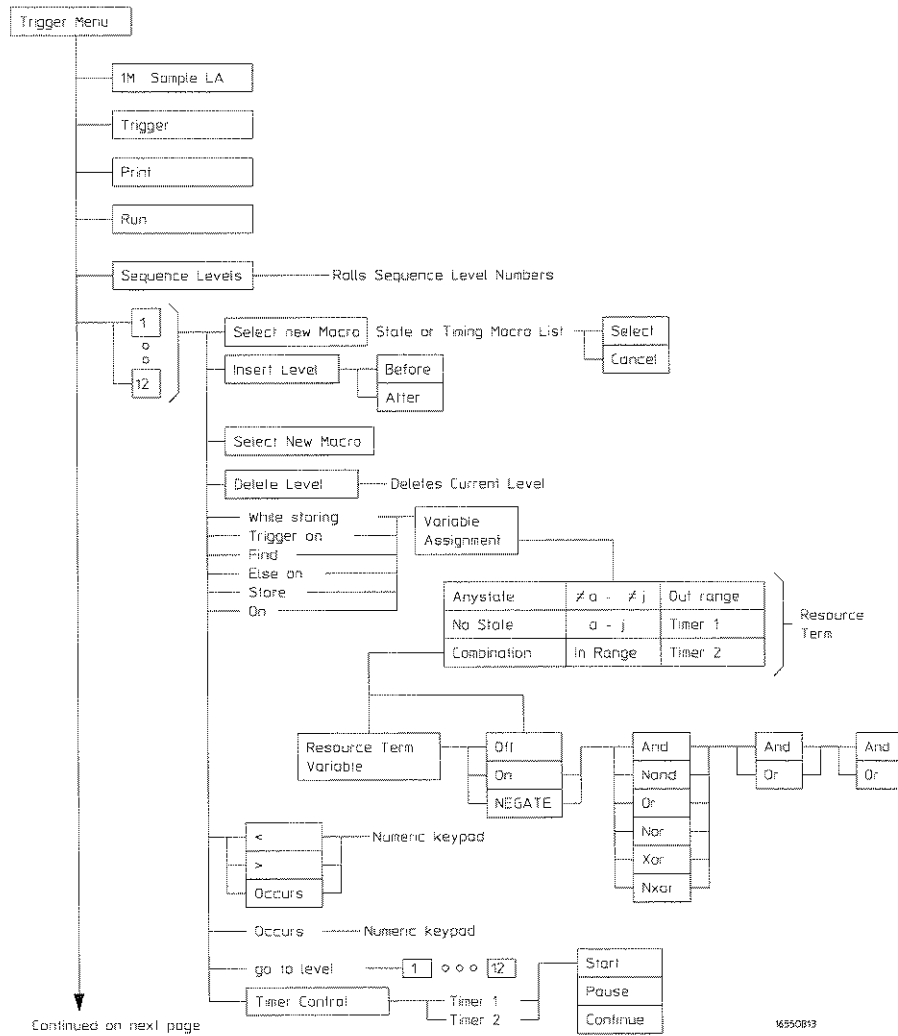 Trigger Menu
1M Sample LA
Trigger
Print
Run
Sequence Levels Rolls Sequence Level Numbers
1
12
Select new Macro State or Timing Macro List Select
Cancel
Insert Level Before
After
Select New Macro
Delete Level Deletes Current Level
While storing
Trigger on
Find
Else on
Store
On
Variable
Assignment
Anystate ≠a - ≠j Out range
No State a - j Timer 1
Combination In Range Timer 2
Resource
Term
Resource Term
Variable
Off
On
NEGATE
And
Nand
Or
Nor
Xor
Nxor
And
Or
And
Or
<
>
Occurs
Numeric keypad
Occurs Numeric keypad
go to level 1 12
Timer Control Timer 1
Timer 2
Start
Pause
Continue
Continued on next page
16550B13